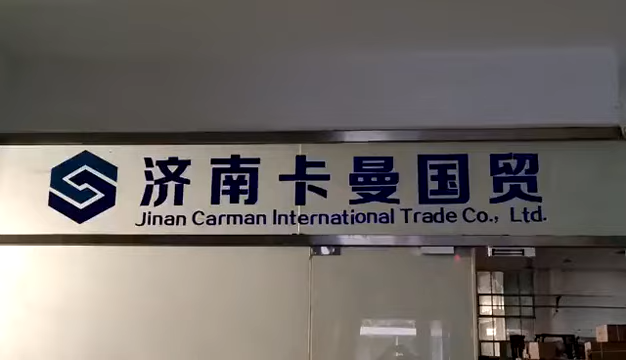 济南卡曼国贸
Jinan Carman International Trade Co., Ltd.